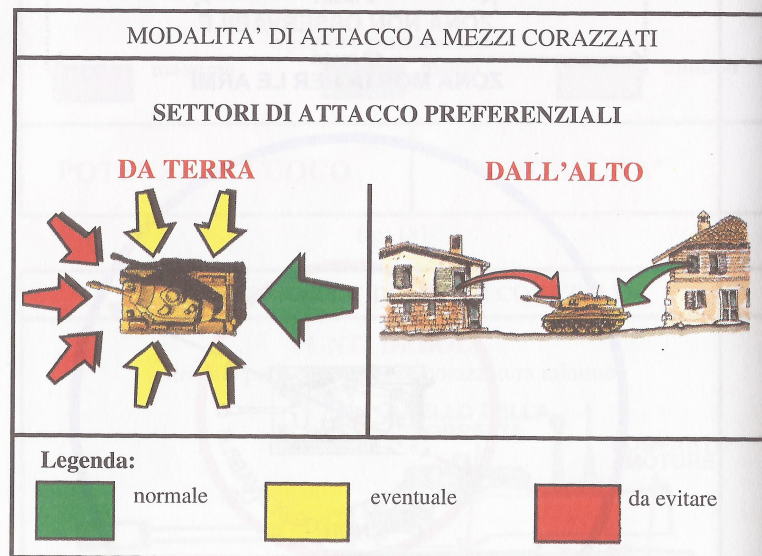 MODALITA' DI ATTACCO A MEZZI CORAZZATI
SETTORI DI ATTACCO PREFERENZIALI
DA TERRA
DALL'ALTO
Legenda:
normale
eventuale
da evitare